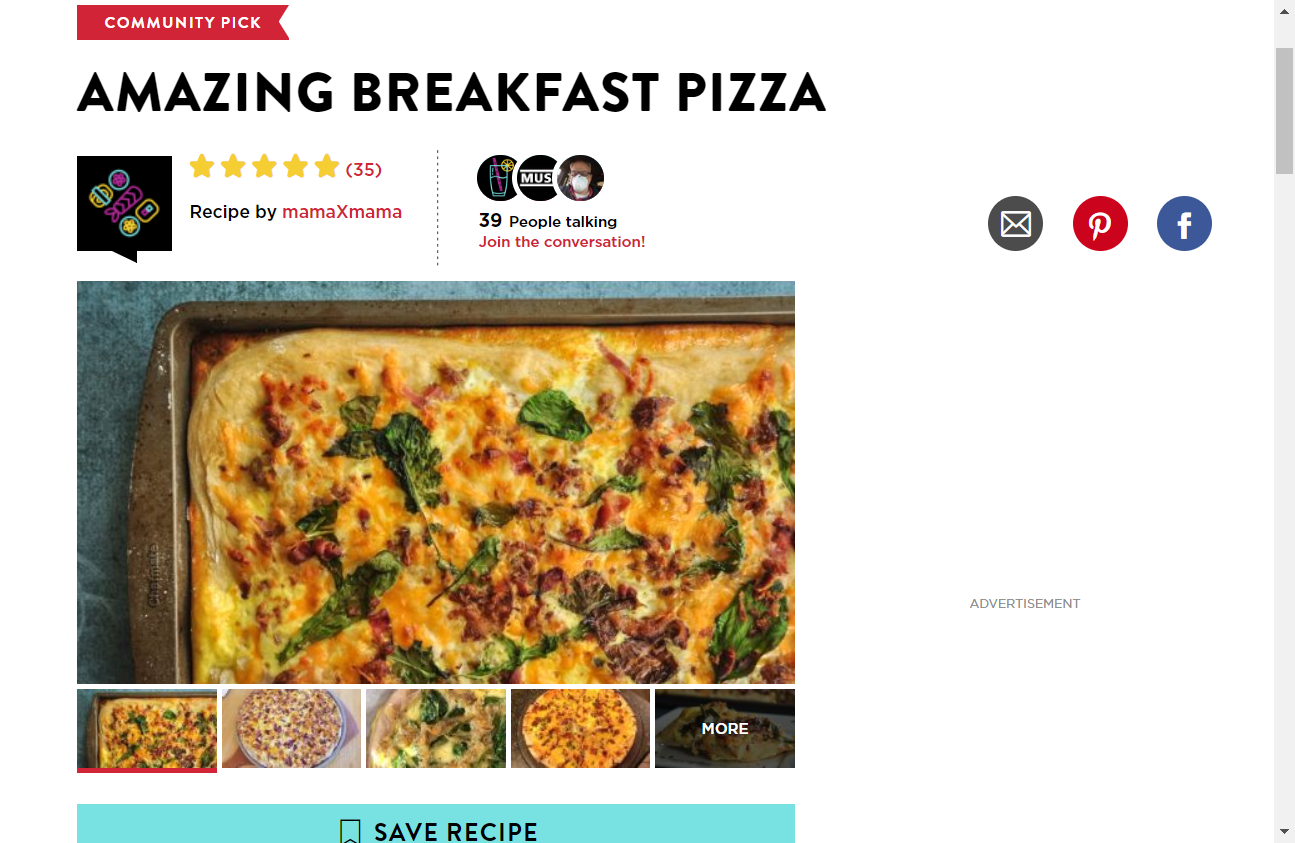 COMMUNITY PICK
AMAZING BREAKFAST PIZZA
(35)
Recipe by mamaXmama
MUS
39 People talking
Join the conversation!
Chefmate
ADVERTISEMENT
MORE
SAVE RECIPE